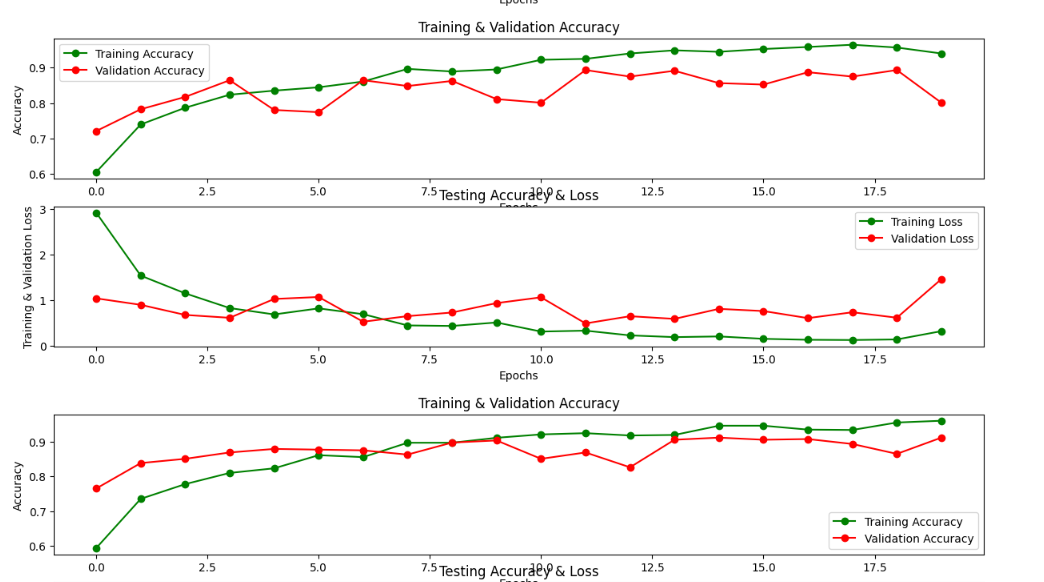 Epochs
Training & Validation Accuracy
Training Accuracy
Validation Accuracy
Accuracy
0.9
0.8
0.7
0.6
0.0 2.5 5.0 7.5 10.0 12.5 15.0 17.5
Epochs
Testing Accuracy & Loss
Training Loss
Validation Loss
Training & Validation Loss
3
2
1
0
0.0 2.5 5.0 7.5 10.0 12.5 15.0 17.5
Epochs
Training & Validation Accuracy
Accuracy
0.9
0.8
0.7
0.6
Training Accuracy
Validation Accuracy
0.0 2.5 5.0 7.5 10.0 12.5 15.0 17.5
Testing Accuracy & Loss
Epochs